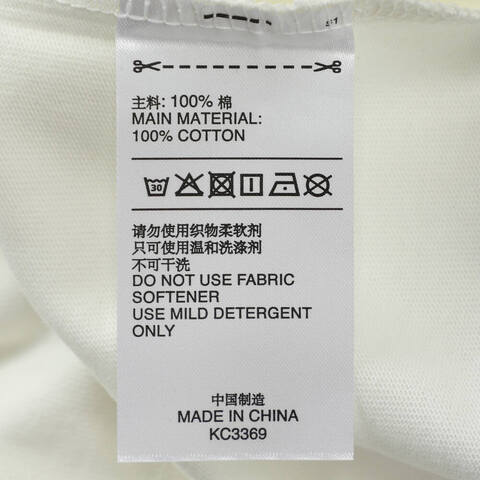 主料: 100% 棉
MAIN MATERIAL:
100% COTTON
30
请勿使用织物柔软剂
只可使用温和洗涤剂
不可干洗
DO NOT USE FABRIC
SOFTENER
USE MILD DETERGENT
ONLY
中国制造
MADE IN CHINA
KC3369